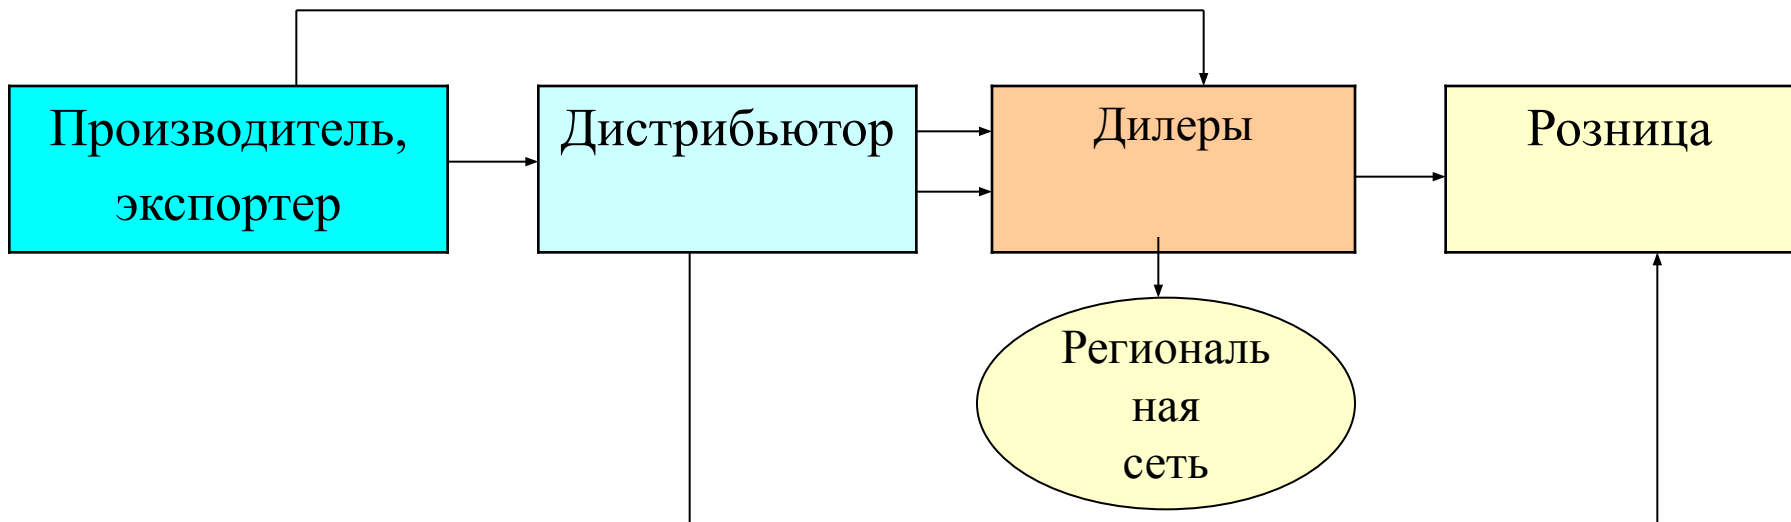 Производитель,
экспортер
Дистрибьютор
Дилеры
Розница
Региональ
ная
сеть